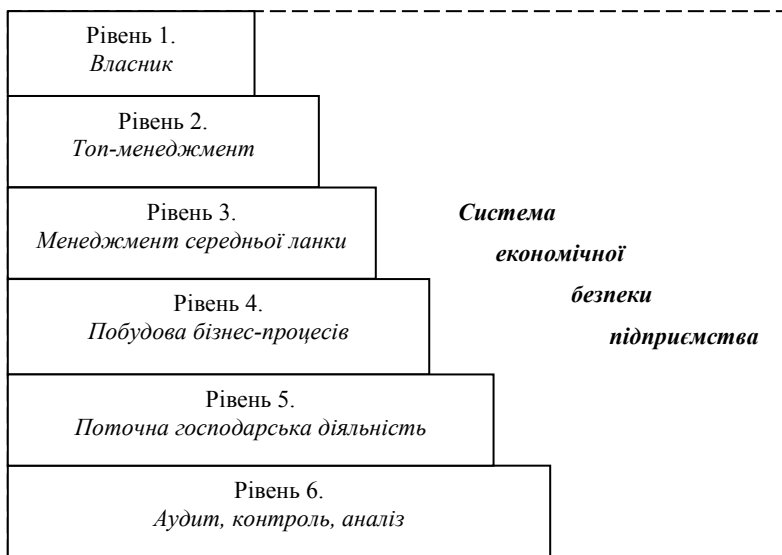 Рівень 1.
Власник
Рівень 2.
Топ-менеджмент
Рівень 3.
Менеджмент середньої ланки
Система
економічної
безпеки
підприємства
Рівень 4.
Побудова бізнес-процесів
Рівень 5.
Поточна господарська діяльність
Рівень 6.
Аудит, контроль, аналіз